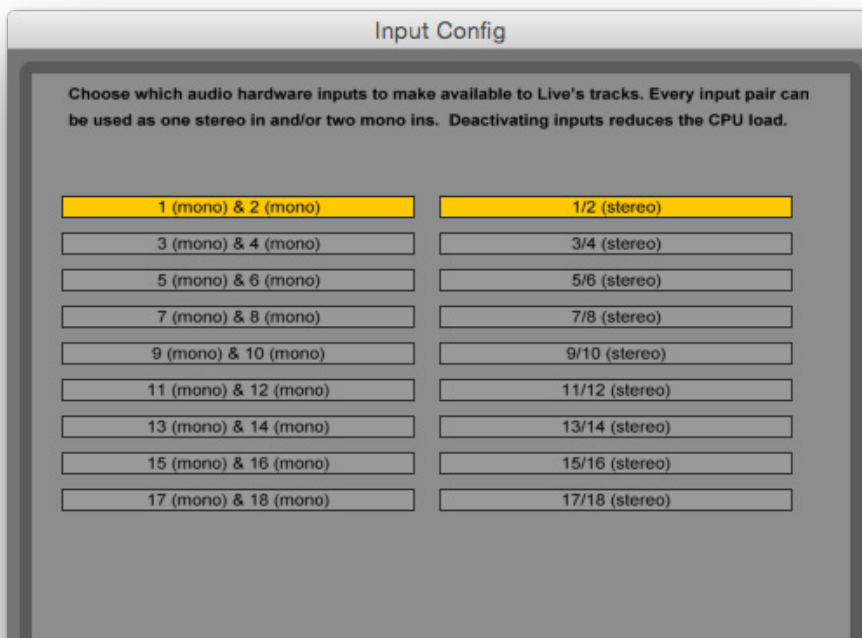 Input Config
Choose which audio hardware inputs to make available to Live's tracks. Every input pair can
be used as one stereo in and/or two mono ins.  Deactivating inputs reduces the CPU load.
1 (mono) & 2 (mono)
1/2 (stereo)
3 (mono) & 4 (mono)
3/4 (stereo)
5 (mono) & 6 (mono)
5/6 (stereo)
7 (mono) & 8 (mono)
7/8 (stereo)
9 (mono) & 10 (mono)
9/10 (stereo)
11 (mono) & 12 (mono)
11/12 (stereo)
13 (mono) & 14 (mono)
13/14 (stereo)
15 (mono) & 16 (mono)
15/16 (stereo)
17 (mono) & 18 (mono)
17/18 (stereo)